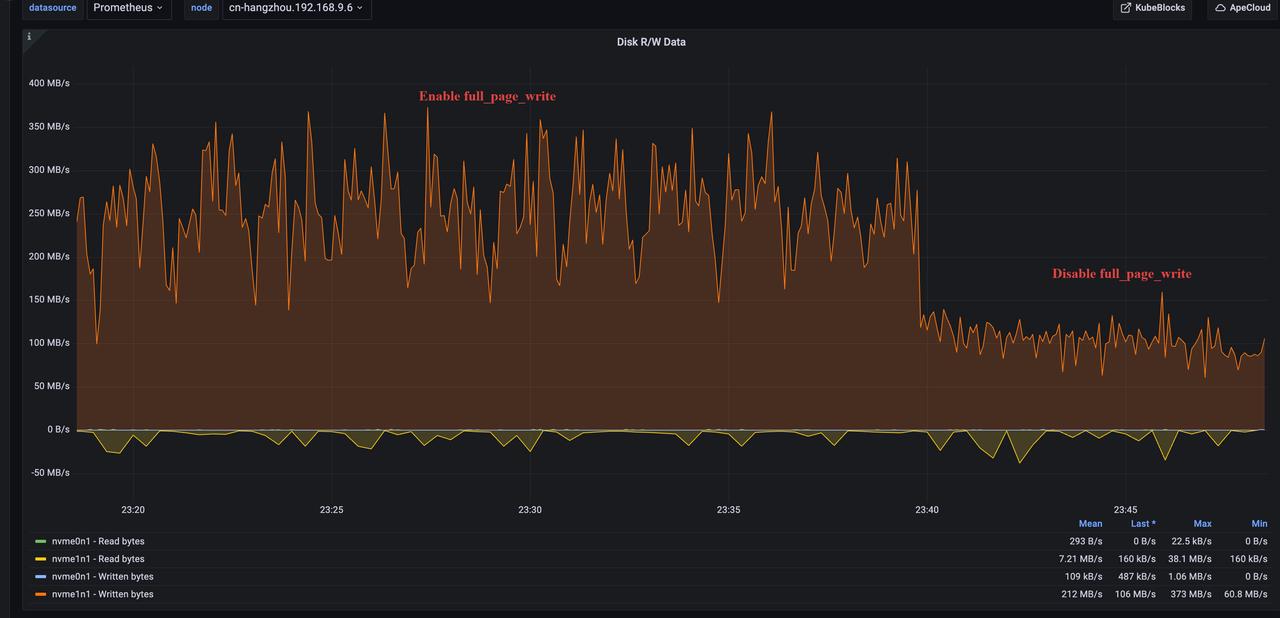 datasource Prometheus node cn-hangzhou.192.168.9.6 KubeBlocks ApeCloud
i
Disk R/W Data
400 MB/s
Enable full_page_write
350 MB/s
300 MB/s
250 MB/s
200 MB/s
Disable full_page_write
150 MB/s
100 MB/s
50 MB/s
0 B/s
-50 MB/s
23:20 23:25 23:30 23:35 23:40 23:45
Mean Last * Max Min
nvme0n1 - Read bytes 293 B/s 0 B/s 22.5 kB/s 0 B/s
nvme1n1 - Read bytes 7.21 MB/s 160 kB/s 38.1 MB/s 160 kB/s
nvme0n1 - Written bytes 109 kB/s 487 kB/s 1.06 MB/s 0 B/s
nvme1n1 - Written bytes 212 MB/s 106 MB/s 373 MB/s 60.8 MB/s